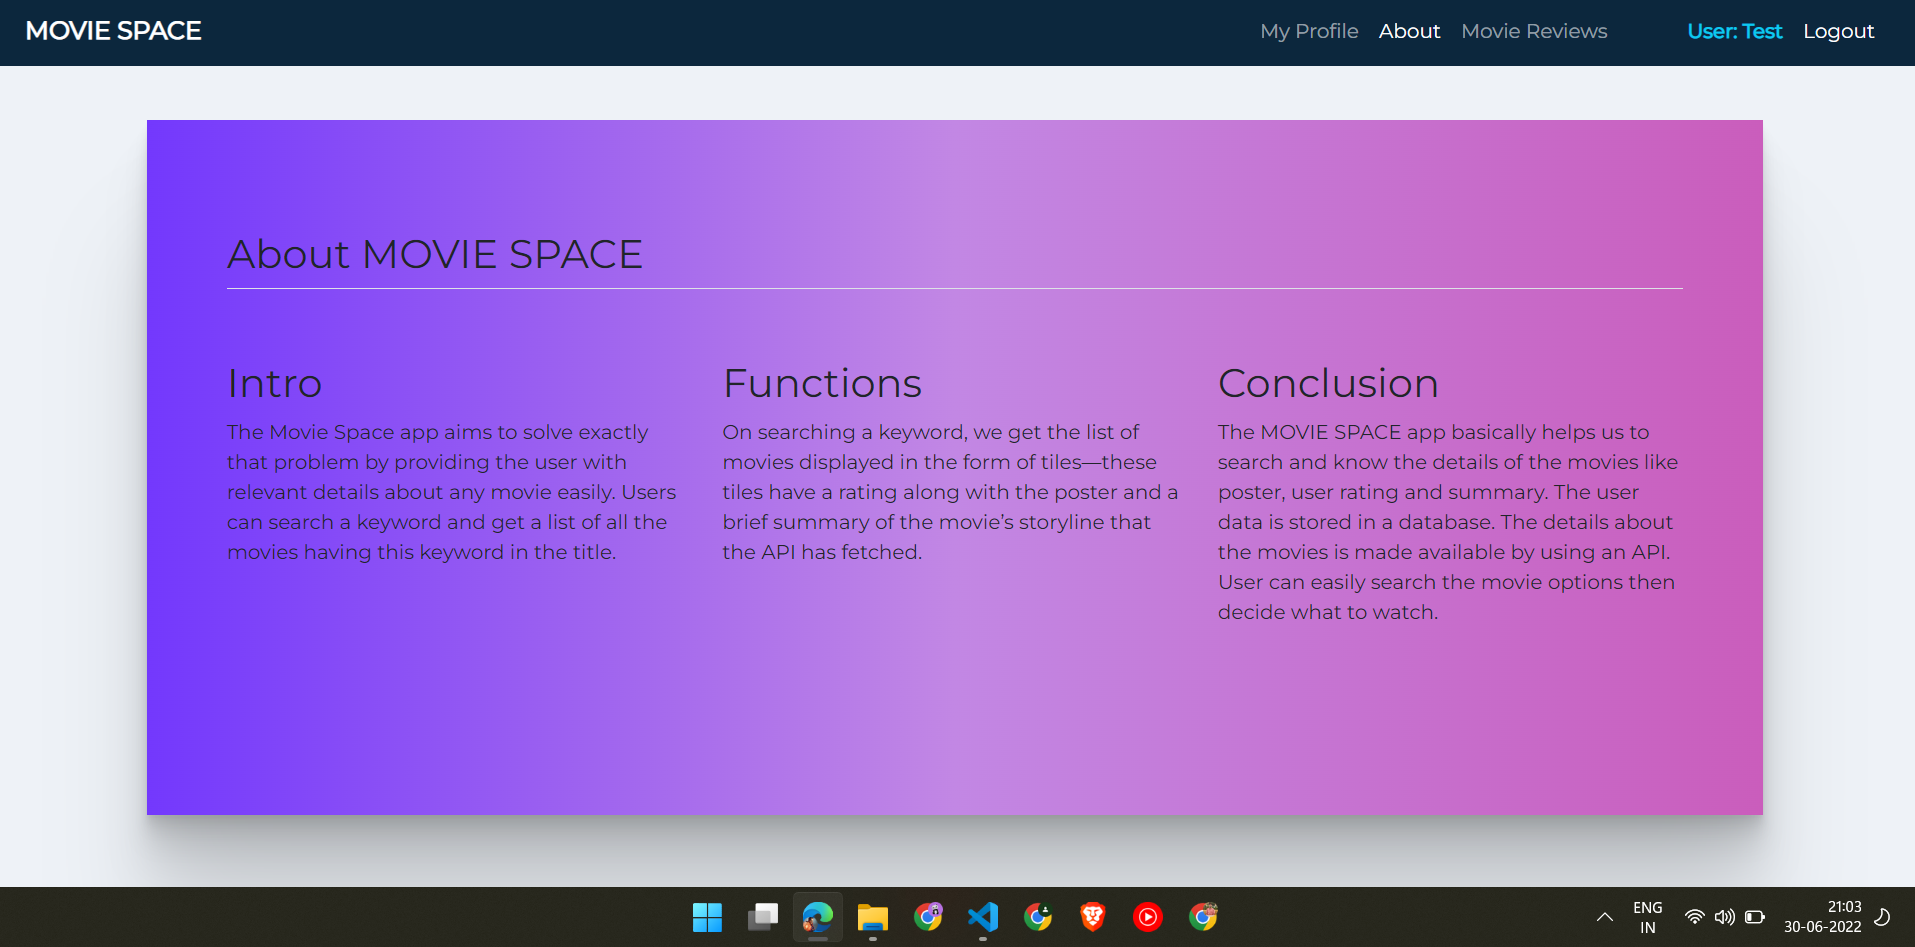 MOVIE SPACE
My Profile About Movie Reviews User: Test Logout
About MOVIE SPACE
Intro
The Movie Space app aims to solve exactly
that problem by providing the user with
relevant details about any movie easily. Users
can search a keyword and get a list of all the
movies having this keyword in the title.
Functions
On searching a keyword, we get the list of
movies displayed in the form of tiles—these
tiles have a rating along with the poster and a
brief summary of the movie’s storyline that
the API has fetched.
Conclusion
The MOVIE SPACE app basically helps us to
search and know the details of the movies like
poster, user rating and summary. The user
data is stored in a database. The details about
the movies is made available by using an API.
User can easily search the movie options then
decide what to watch.
ENG
IN
21:03
30-06-2022